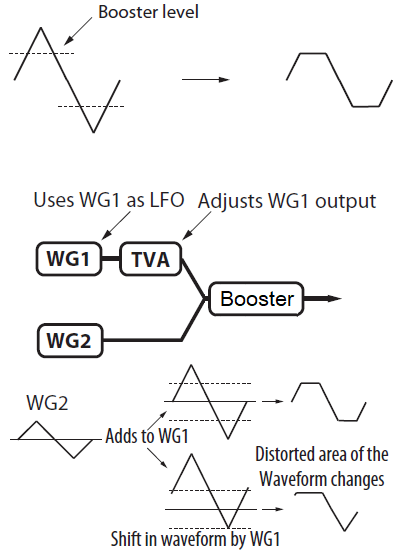 Booster level
Uses WG1 as LFO
Adjusts WG1 output
WG1
TVA
Booster
WG2
WG2
Adds to WG1
Distorted area of the
Waveform changes
Shift in waveform by WG1